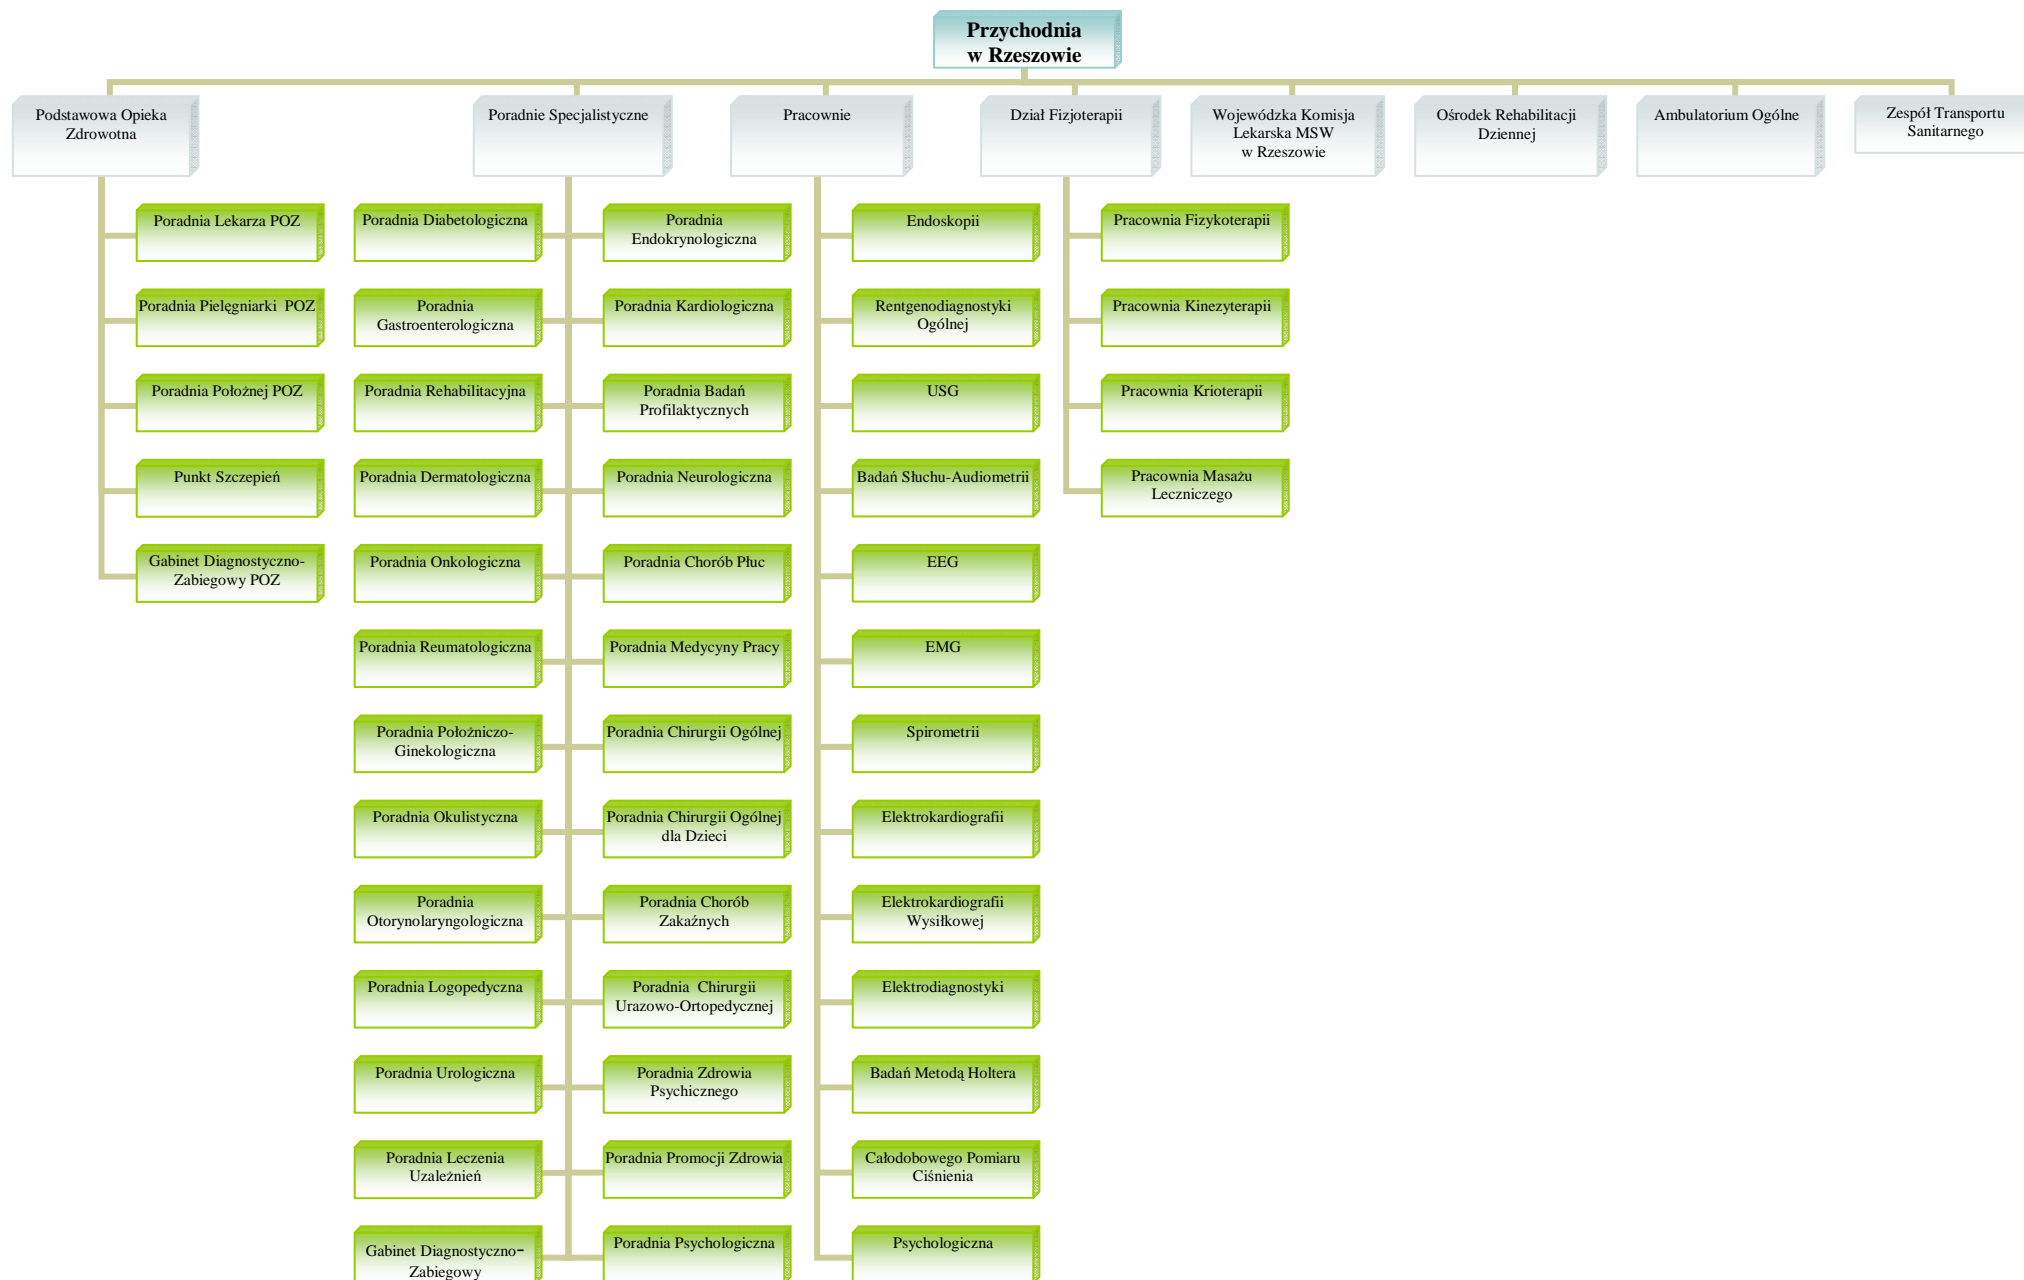 Przychodnia
w Rzeszowie
Podstawowa Opieka
Zdrowotna
Poradnie Specjalistyczne
Pracownie
Dział Fizjoterapii
Wojewódzka Komisja
Lekarska MSW
w Rzeszowie
Ośrodek Rehabilitacji
Dziennej
Ambulatorium Ogólne
Zespół Transportu
Sanitarnego
Poradnia Lekarza POZ
Poradnia Pielęgniarki  POZ
Poradnia Położnej POZ
Punkt Szczepień
Gabinet Diagnostyczno-
Zabiegowy POZ
Poradnia Diabetologiczna
Poradnia
Gastroenterologiczna
Poradnia Rehabilitacyjna
Poradnia Dermatologiczna
Poradnia Onkologiczna
Poradnia Reumatologiczna
Poradnia Położniczo-
Ginekologiczna
Poradnia Okulistyczna
Poradnia
Otorynolaryngologiczna
Poradnia Logopedyczna
Poradnia Urologiczna
Poradnia Leczenia
Uzależnień
Gabinet Diagnostyczno-
Zabiegowy
Poradnia
Endokrynologiczna
Poradnia Kardiologiczna
Poradnia Badań
Profilaktycznych
Poradnia Neurologiczna
Poradnia Chorób Płuc
Poradnia Medycyny Pracy
Poradnia Chirurgii Ogólnej
Poradnia Chirurgii Ogólnej
dla Dzieci
Poradnia Chorób
Zakaźnych
Poradnia  Chirurgii
Urazowo-Ortopedycznej
Poradnia Zdrowia
Psychicznego
Poradnia Promocji Zdrowia
Poradnia Psychologiczna
Endoskopii
Rentgenodiagnostyki
Ogólnej
USG
Badań Słuchu-Audiometrii
EEG
EMG
Spirometrii
Elektrokardiografii
Elektrokardiografii
Wysiłkowej
Elektrodiagnostyki
Badań Metodą Holtera
Całodobowego Pomiaru
Ciśnienia
Psychologiczna
Pracownia Fizykoterapii
Pracownia Kinezyterapii
Pracownia Krioterapii
Pracownia Masażu
Leczniczego